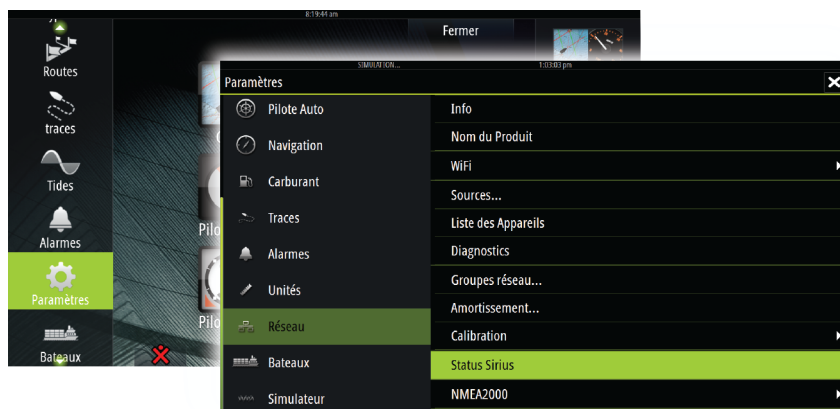 8:19:44 am
Fermer
Routes
traces
Tides
Alarmes
Paramètres
Bateaux
SIMULATION...
1:03:03 pm
Paramètres
Pilote Auto
Navigation
Carburant
Traces
Alarmes
Unités
Réseau
Bateaux
Simulateur
Info
Nom du Produit
WiFi
Sources...
Liste des Appareils
Diagnostics
Groupes réseau...
Amortissement...
Calibration
Status Sirius
NMEA2000